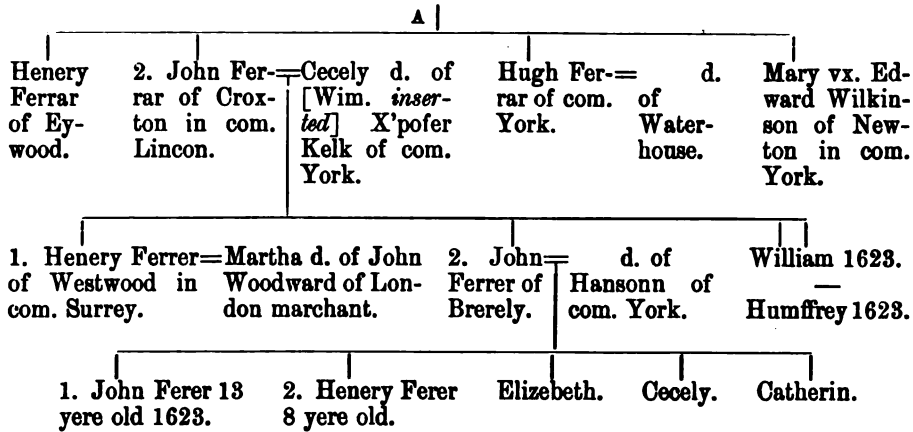 A
Henery
Ferrar
of Ey-
wood.
2. John Fer-
rar of Crox-
ton in com.
Lincon.
=Cecely d. of
[Wim. inser-
ted] X'pofer
Kelk of com.
York.
Hugh Fer-=
rar of com.
York.
d.
of
Water-
house.
Mary vx. Ed-
ward Wilkin-
son of New-
ton in com.
York.
1. Henery Ferrer=
of Westwood in
com. Surrey.
Martha d. of John
Woodward of Lon-
don marchant.
2. John=
Ferrer of
Brerely.
d. of
Hansonn of
com. York.
William 1623.
—
Humffrey 1623.
1. John Ferer 13
yere old 1623.
2. Henery Ferer
8 yere old.
Elizebeth.
Cecely.
Catherin.